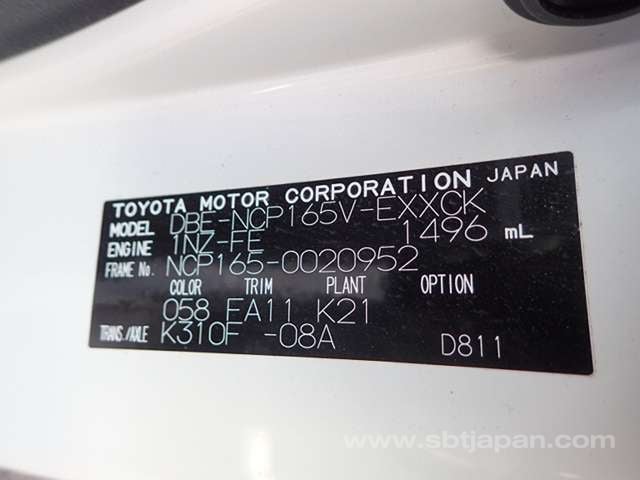 TOYOTA MOTOR CORPORATION JAPAN
MODEL DBE-NCP165V-EXXCK
ENGINE 1NZ-FE 1496 mL
FRAME No. NCP165-0020952
COLOR TRIM PLANT OPTION
058 FA11 K21
TRANS./AXLE K310F -08A D811
www.sbtjapan.com